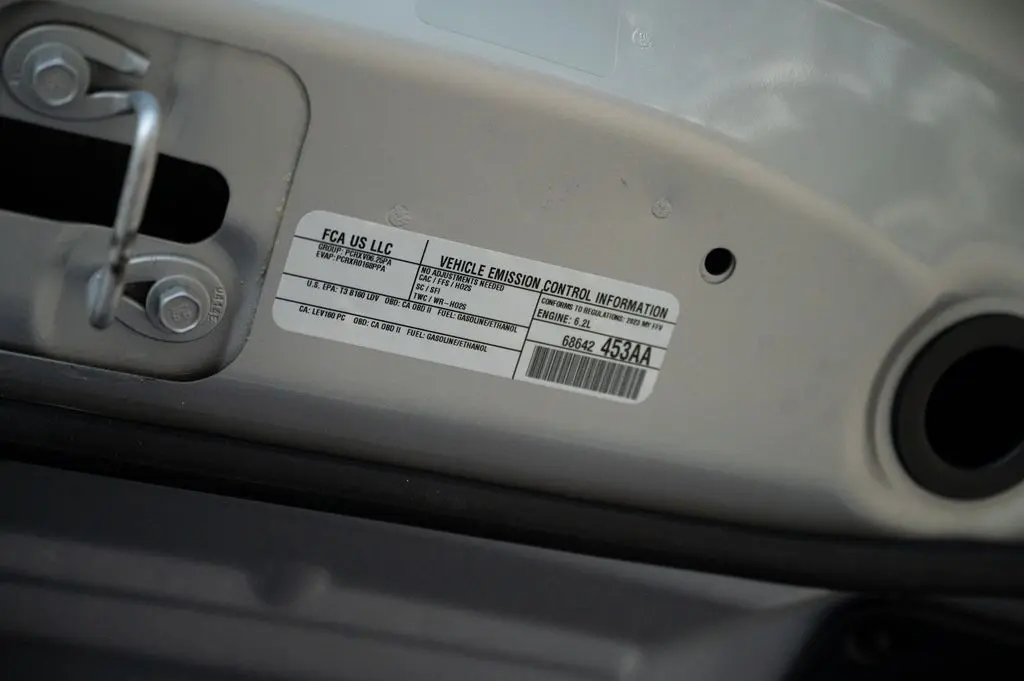 FCA US LLC
GROUP: PCRXV06.25PA
EVAP: PCRXR0168PPA
VEHICLE EMISSION CONTROL INFORMATION
NO ADJUSTMENTS NEEDED
CAC / FFS / HO2S
SC / SFI
TWC / WR-HO2S
CONFORMS TO REGULATIONS: 2023 MY FFV
ENGINE: 6.2L
U.S. EPA: T3 B160 LDV OBD: CA OBD II FUEL: GASOLINE/ETHANOL
CA: LEV160 PC OBD: CA OBD II FUEL: GASOLINE/ETHANOL
68642 453AA